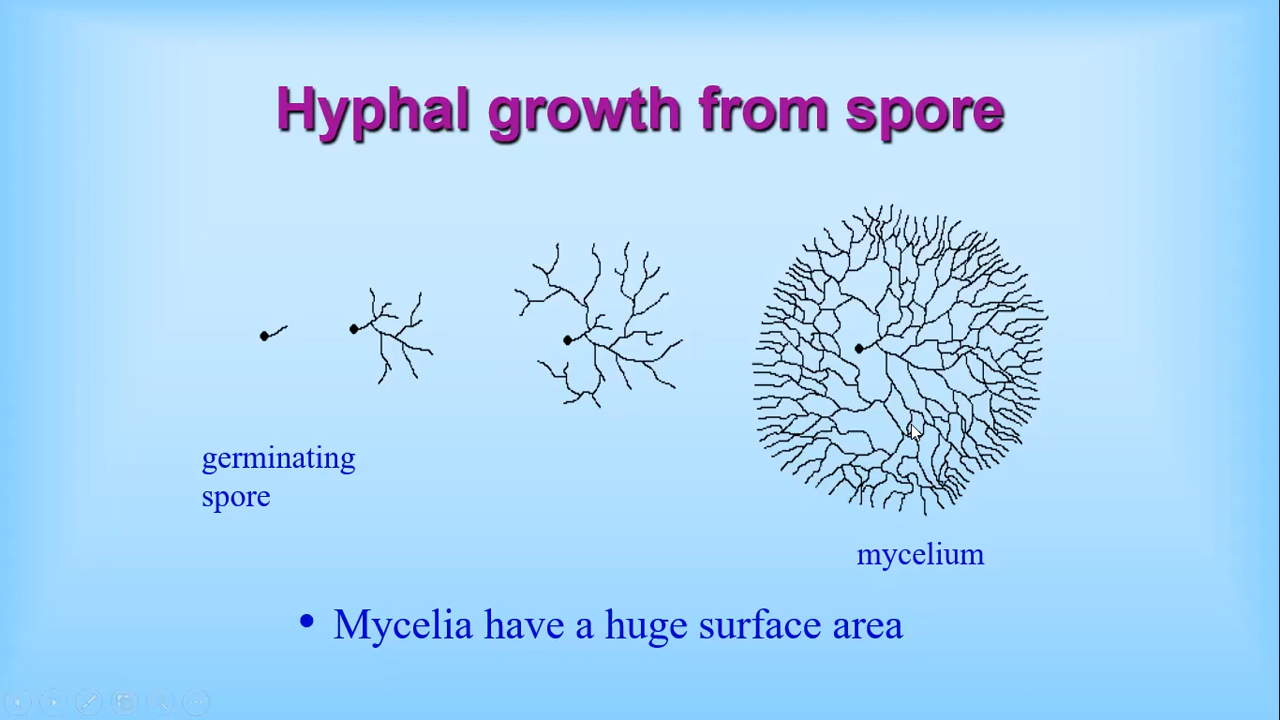 Hyphal growth from spore
germinating
spore
mycelium
• Mycelia have a huge surface area